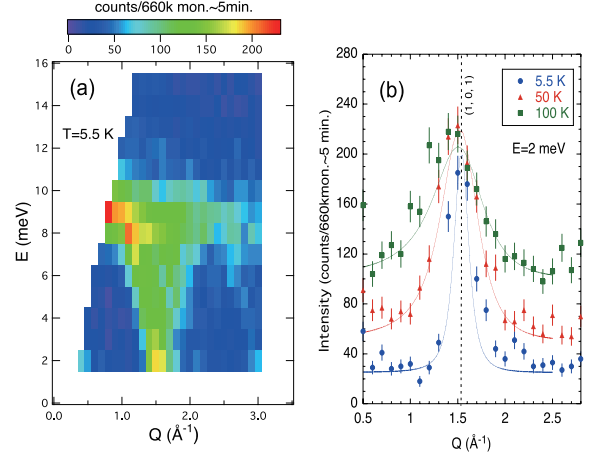 counts/660k mon.~5min.
0 50 100 150 200
(a)
T=5.5 K
16
14
12
10
8
6
4
2
0
E (meV)
0.0 1.0 2.0 3.0
Q (Å⁻¹)
(b)
(1, 0, 1)
5.5 K
50 K
100 K
E=2 meV
280
240
200
160
120
80
40
0
Intensity (counts/660kmon.~5 min.)
0.5 1 1.5 2 2.5
Q (Å⁻¹)